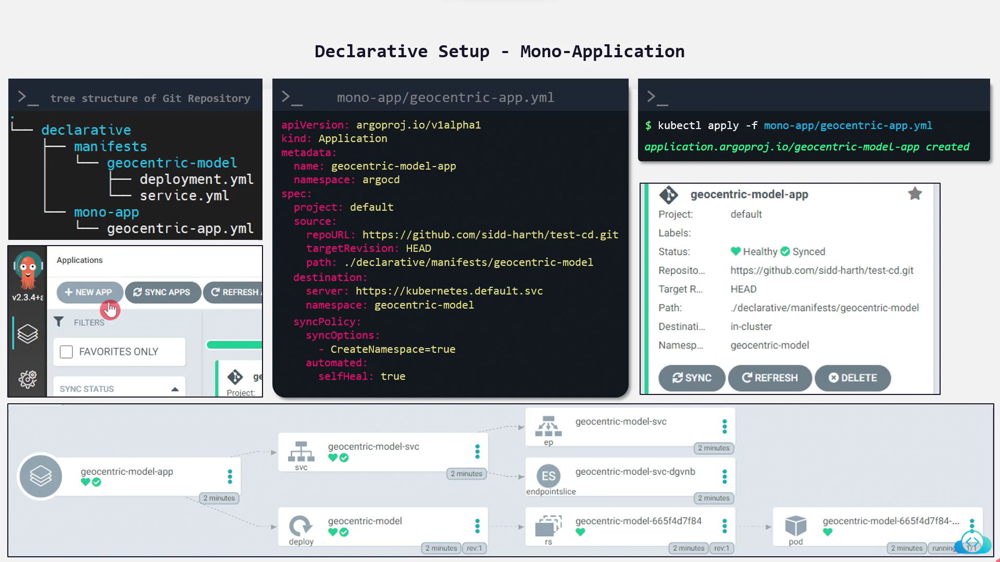 Declarative Setup - Mono-Application
tree structure of Git Repository
.
└── declarative
├── manifests
└── geocentric-model
├── deployment.yml
└── service.yml
└── mono-app
└── geocentric-app.yml
Applications
+ NEW APP
SYNC APPS
REFRESH A
v2.3.4+a
FILTERS
FAVORITES ONLY
SYNC STATUS
ge
Project:
mono-app/geocentric-app.yml
apiVersion: argoproj.io/v1alpha1
kind: Application
metadata:
name: geocentric-model-app
namespace: argocd
spec:
project: default
source:
repoURL: https://github.com/sidd-harth/test-cd.git
targetRevision: HEAD
path: ./declarative/manifests/geocentric-model
destination:
server: https://kubernetes.default.svc
namespace: geocentric-model
syncPolicy:
syncOptions:
- CreateNamespace=true
automated:
selfHeal: true
$ kubectl apply -f mono-app/geocentric-app.yml
application.argoproj.io/geocentric-model-app created
geocentric-model-app
Project: default
Labels:
Status: Healthy Synced
Reposito... https://github.com/sidd-harth/test-cd.git
Target R... HEAD
Path: ./declarative/manifests/geocentric-model
Destinati... in-cluster
Namesp... geocentric-model
SYNC
REFRESH
DELETE
geocentric-model-app
2 minutes
geocentric-model-svc
svc
2 minutes
geocentric-model-svc
ep
2 minutes
ES
geocentric-model-svc-dgvnb
endpointslice
2 minutes
geocentric-model
deploy
2 minutes
rev:1
geocentric-model-665f4d7f84
rs
2 minutes
rev:1
geocentric-model-665f4d7f84-...
pod
2 minutes
running
1/1